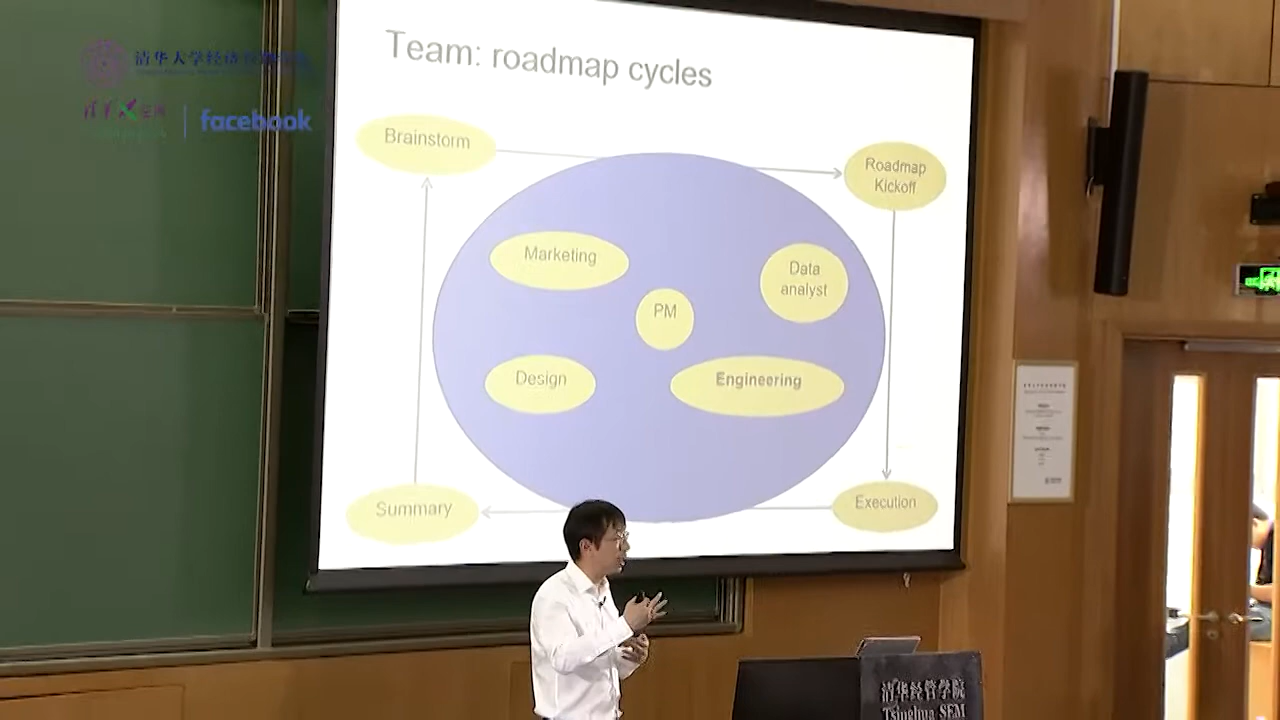 清华大学经济管理学院
facebook
Team: roadmap cycles
Brainstorm
Roadmap
Kickoff
Marketing
Data
analyst
PM
Design
Engineering
Summary
Execution
清华经管学院
Tsinghua SEM